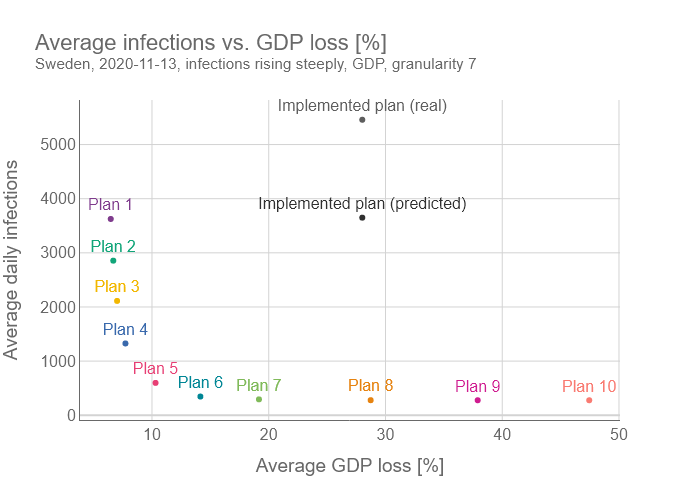 Average infections vs. GDP loss [%]
Sweden, 2020-11-13, infections rising steeply, GDP, granularity 7
Implemented plan (real)
5000
4000
Plan 1
Implemented plan (predicted)
Plan 2
3000
Plan 3
2000
Plan 4
1000
Plan 5
Plan 6
Plan 7
Plan 8
Plan 9
Plan 10
0
10
20
30
40
50
Average daily infections
Average GDP loss [%]